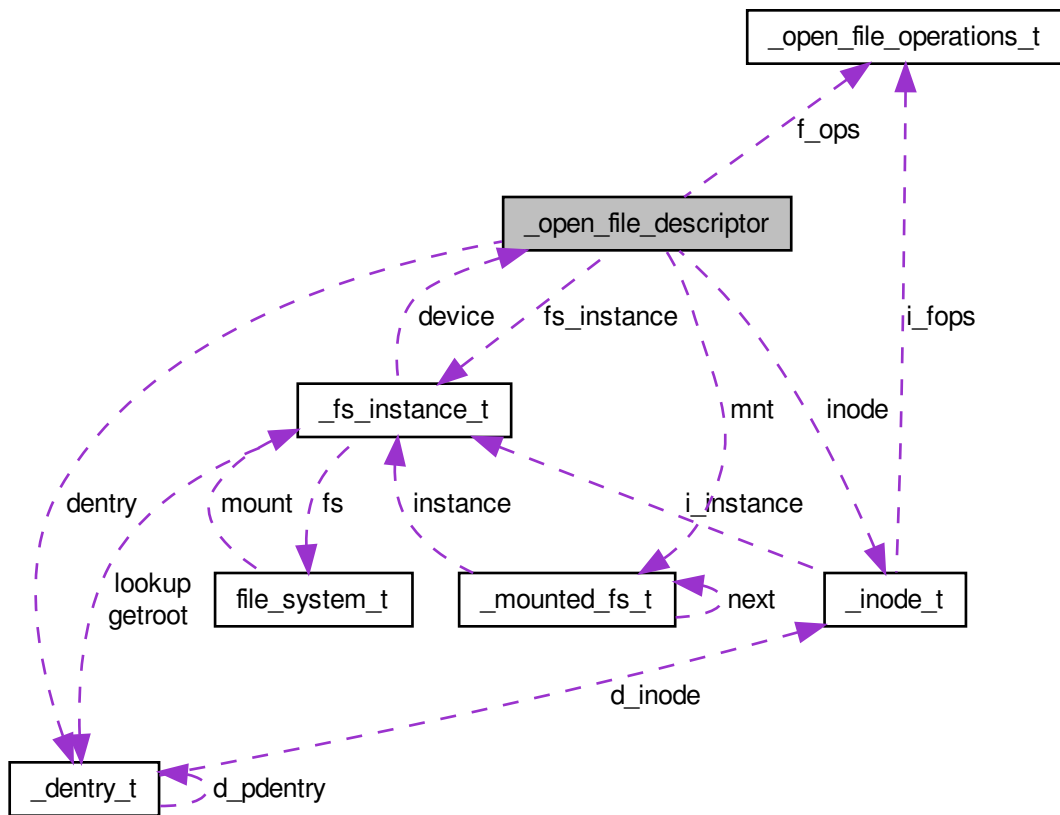 _open_file_operations_t
f_ops
_open_file_descriptor
device
fs_instance
i_fops
_fs_instance_t
mnt
inode
dentry
mount
fs
instance
i_instance
lookup
getroot
file_system_t
_mounted_fs_t
next
_inode_t
d_inode
_dentry_t
d_pdentry